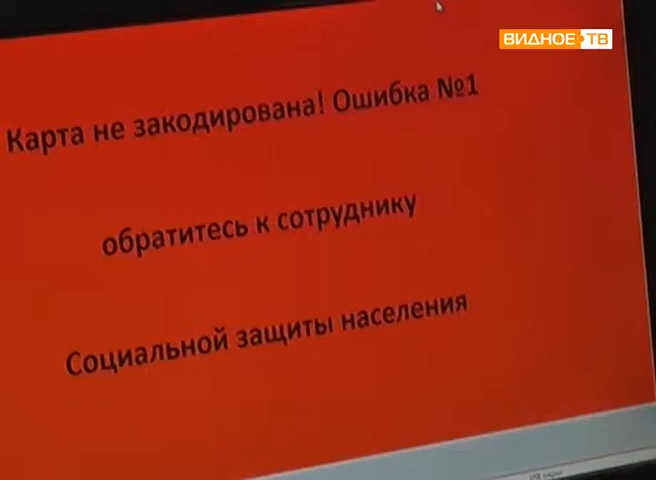 ВИДНОЕ ТВ
Карта не закодирована! Ошибка №1
обратитесь к сотруднику
Социальной защиты населения